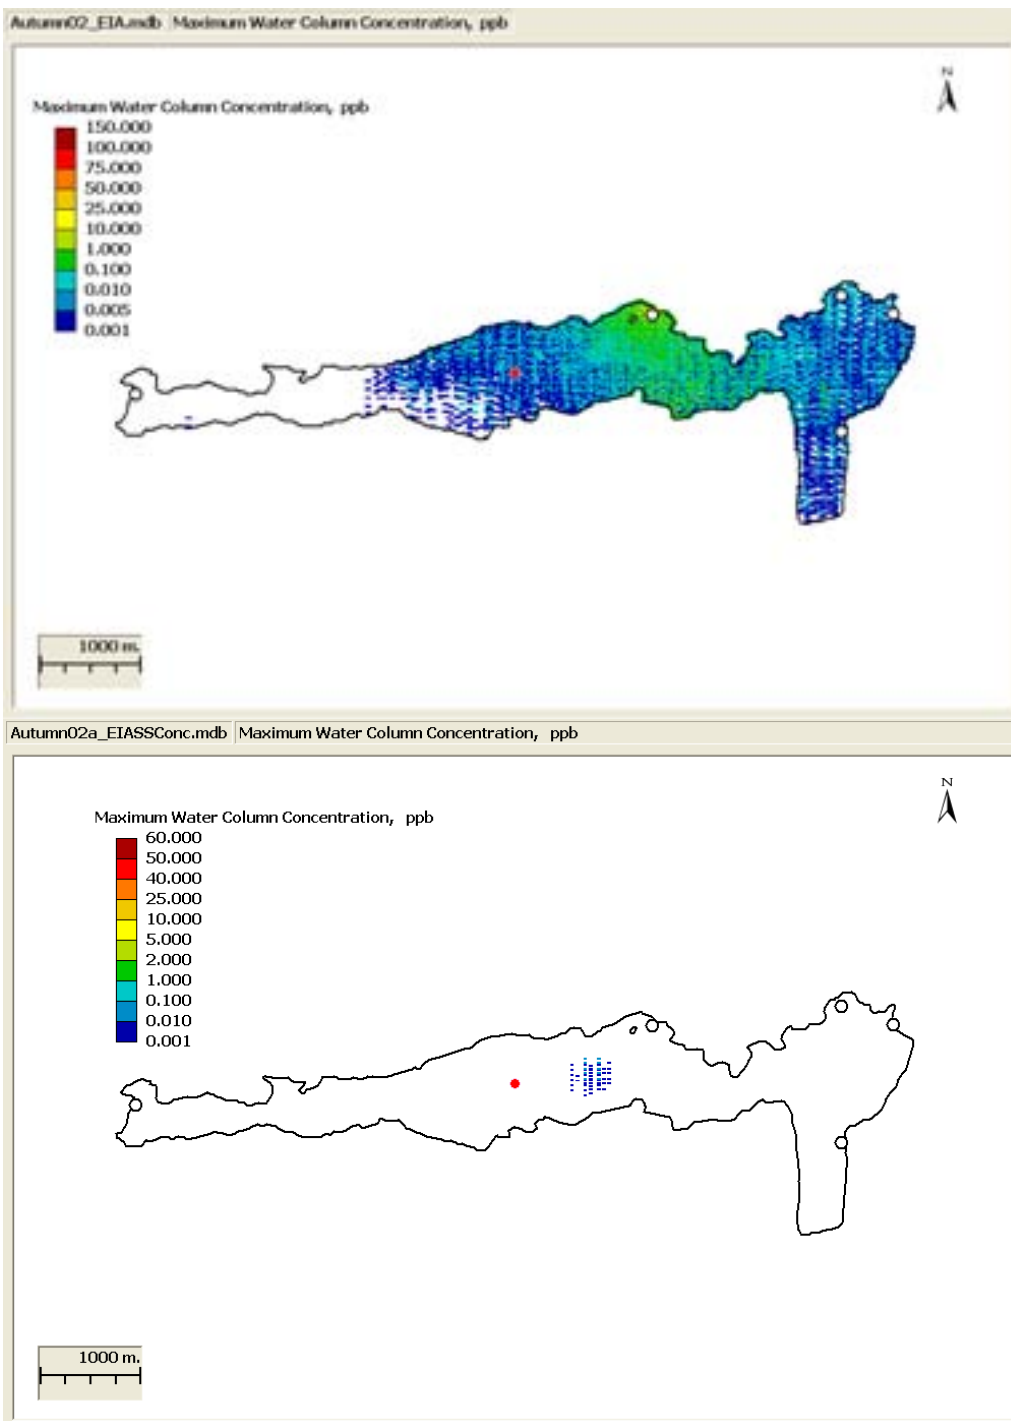 Autumn02_EIA.mdb Maximum Water Column Concentration, ppb
N
Maximum Water Column Concentration, ppb
150.000
100.000
75.000
50.000
25.000
10.000
1.000
0.100
0.010
0.005
0.001
1000 m.
Autumn02a_EIASSConc.mdb Maximum Water Column Concentration, ppb
N
Maximum Water Column Concentration, ppb
60.000
50.000
40.000
25.000
10.000
5.000
2.000
1.000
0.100
0.010
0.001
1000 m.